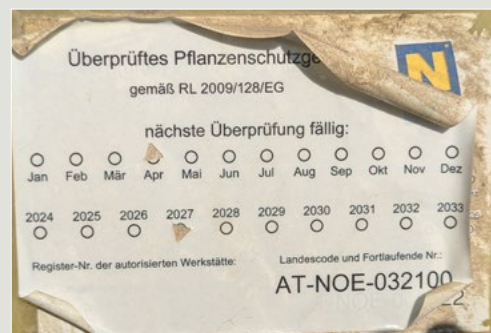 Überprüftes Pflanzenschutzge
gemäß RL 2009/128/EG
N
nächste Überprüfung fällig:
Jan Feb Mär Apr Mai Jun Jul Aug Sep Okt Nov Dez
2024 2025 2026 2027 2028 2029 2030 2031 2032 2033
Register-Nr. der autorisierten Werkstätte: Landescode und Fortlaufende Nr.:
AT-NOE-032100